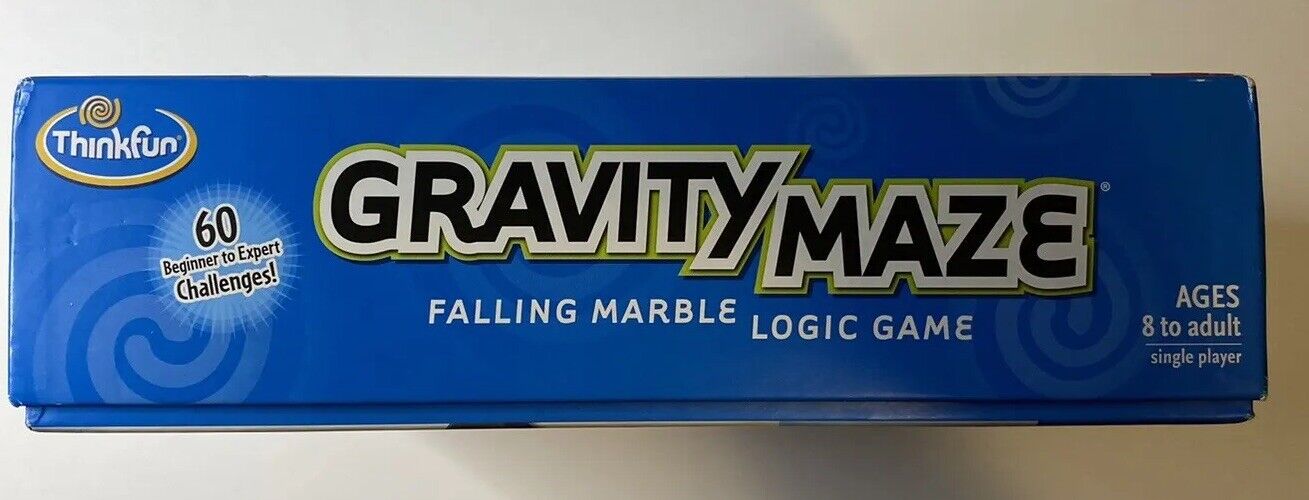 Thinkfun®
60
Beginner to Expert
Challenges!
GRAVITY MAZE®
FALLING MARBLE LOGIC GAME
AGES
8 to adult
single player